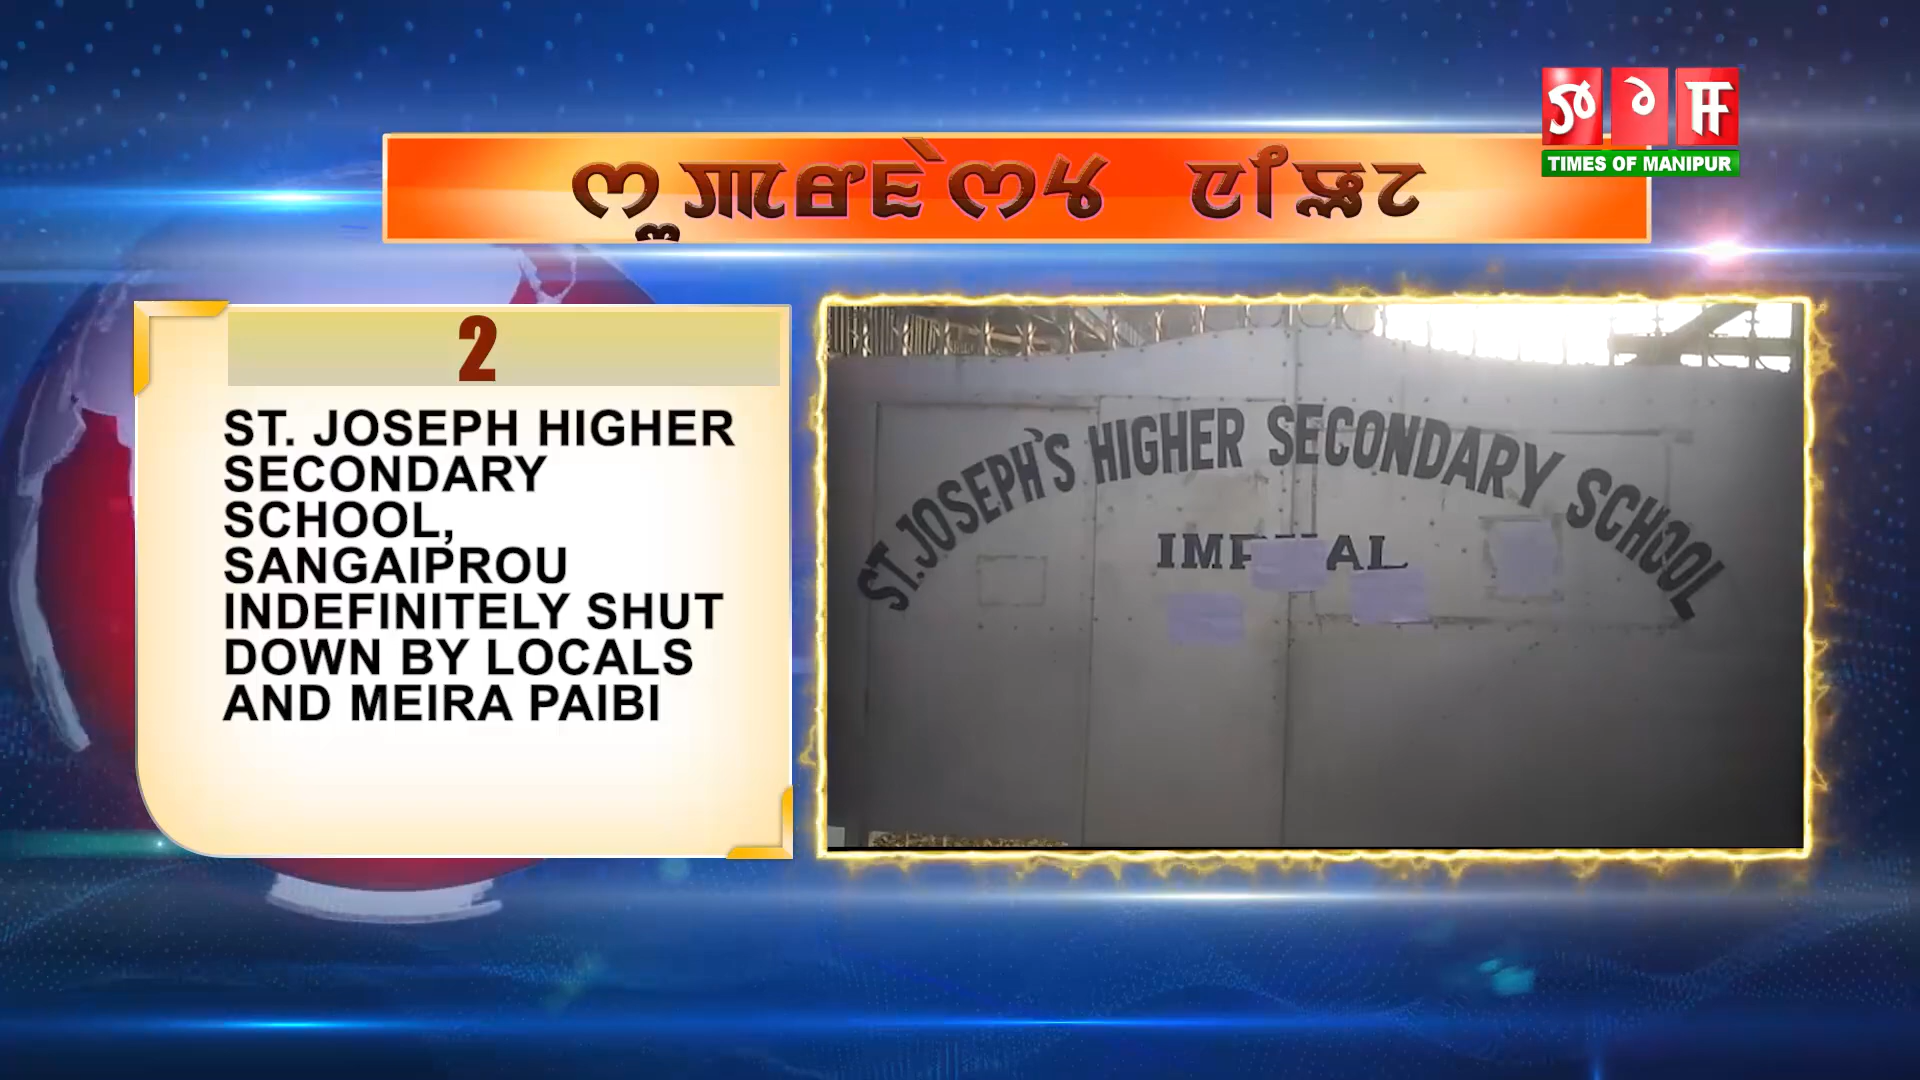 TIMES OF MANIPUR
2
ST. JOSEPH HIGHER
SECONDARY
SCHOOL,
SANGAIPROU
INDEFINITELY SHUT
DOWN BY LOCALS
AND MEIRA PAIBI
ST. JOSEPH'S HIGHER SECONDARY SCHOOL
IMPHAL